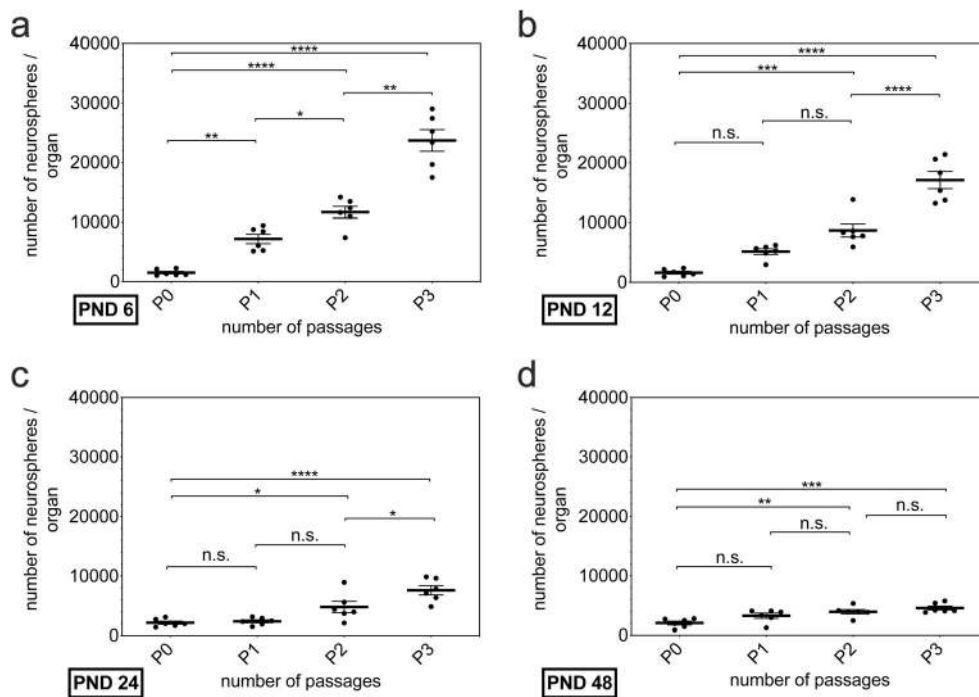 a
40000
30000
20000
10000
0
number of neurospheres /
organ
****
****
**
*
**
P0
P1
P2
P3
PND 6
number of passages
b
40000
30000
20000
10000
0
number of neurospheres /
organ
****
***
****
n.s.
n.s.
P0
P1
P2
P3
PND 12
number of passages
c
40000
30000
20000
10000
0
number of neurospheres /
organ
****
*
*
n.s.
n.s.
P0
P1
P2
P3
PND 24
number of passages
d
40000
30000
20000
10000
0
number of neurospheres /
organ
***
**
n.s.
n.s.
n.s.
P0
P1
P2
P3
PND 48
number of passages